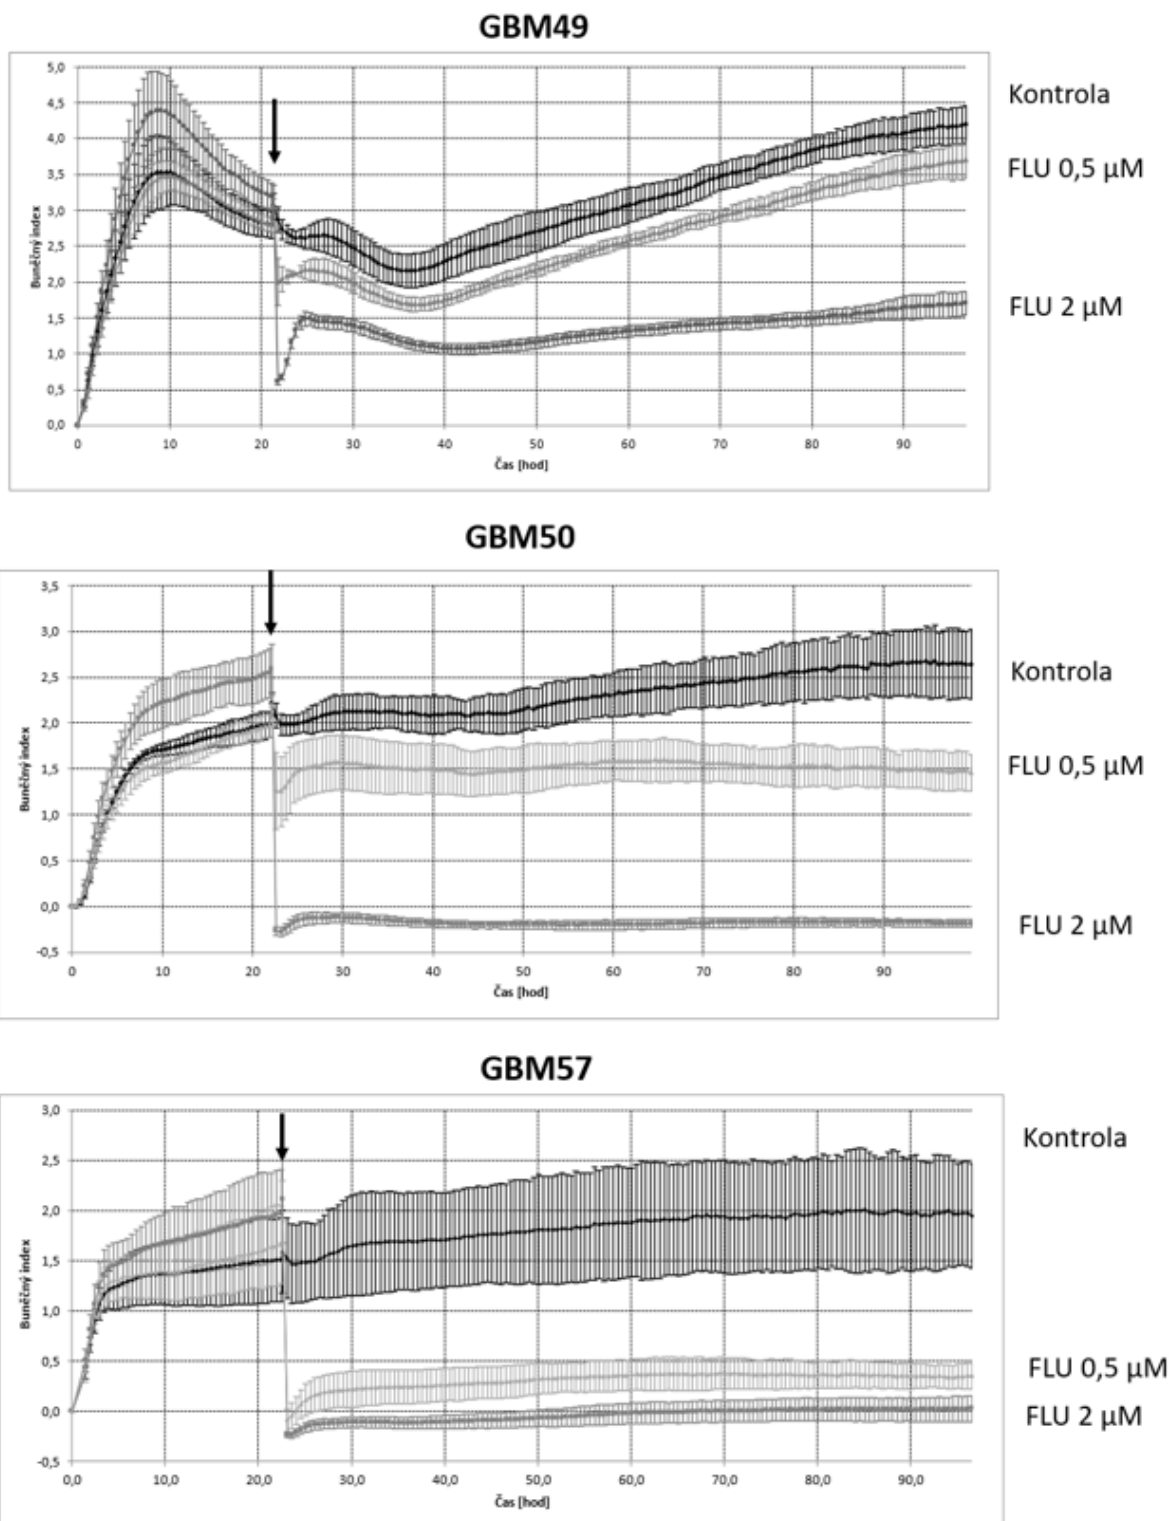 GBM49
5,0
4,5
4,0
3,5
3,0
2,5
2,0
1,5
1,0
0,5
0,0
Buněčný index
0 10 20 30 40 50 60 70 80 90
Čas [hod]
Kontrola
FLU 0,5 µM
FLU 2 µM
GBM50
3,5
3,0
2,5
2,0
1,5
1,0
0,5
0,0
-0,5
Buněčný index
0 10 20 30 40 50 60 70 80 90
Čas [hod]
Kontrola
FLU 0,5 µM
FLU 2 µM
GBM57
3,0
2,5
2,0
1,5
1,0
0,5
0,0
-0,5
Buněčný index
0,0 10,0 20,0 30,0 40,0 50,0 60,0 70,0 80,0 90,0
Čas [hod]
Kontrola
FLU 0,5 µM
FLU 2 µM